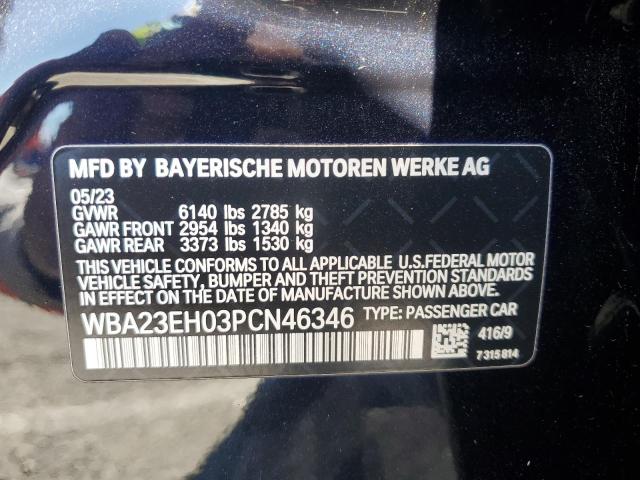 MFD BY BAYERISCHE MOTOREN WERKE AG
05/23
GVWR 6140 lbs 2785 kg
GAWR FRONT 2954 lbs 1340 kg
GAWR REAR 3373 lbs 1530 kg
THIS VEHICLE CONFORMS TO ALL APPLICABLE U.S.FEDERAL MOTOR
VEHICLE SAFETY, BUMPER AND THEFT PREVENTION STANDARDS
IN EFFECT ON THE DATE OF MANUFACTURE SHOWN ABOVE.
WBA23EH03PCN46346 TYPE: PASSENGER CAR
416/9
7 315 814